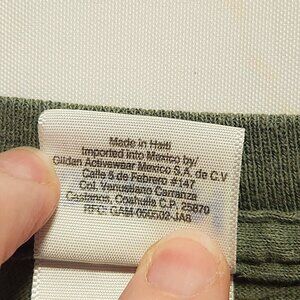 Made in Haiti
Imported into Mexico by/
Gildan Activewear Mexico S.A. de C.V
Calle 5 de Febrero #147
Col. Venustiano Carranza
Castanos, Coahuila C.P. 25870
RFC: GAM-050502-JA8